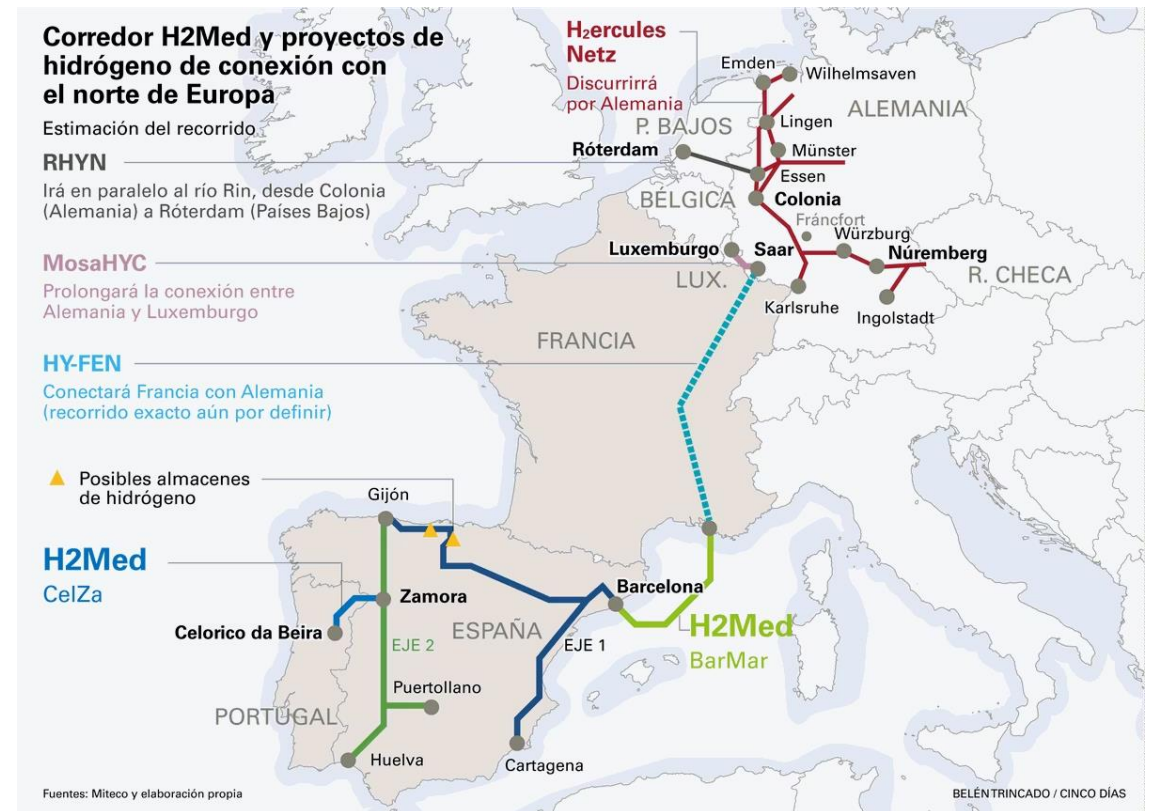 Corredor H2Med y proyectos de
hidrógeno de conexión con
el norte de Europa
Estimación del recorrido
RHYN
Irá en paralelo al río Rin, desde Colonia
(Alemania) a Róterdam (Países Bajos)
MosaHYC
Prolongará la conexión entre
Alemania y Luxemburgo
HY-FEN
Conectará Francia con Alemania
(recorrido exacto aún por definir)
Posibles almacenes
de hidrógeno
H2Med
CelZa
H₂ercules
Netz
Discurrirá
por Alemania
Emden
Wilhelmsaven
ALEMANIA
Lingen
P. BAJOS
Róterdam
Münster
Essen
BÉLGICA
Colonia
Fráncfort
Würzburg
Luxemburgo
Saar
Núremberg
LUX.
R. CHECA
Karlsruhe
Ingolstadt
FRANCIA
Gijón
Barcelona
Zamora
H2Med
BarMar
Celorico da Beira
ESPAÑA
EJE 2
EJE 1
Puertollano
PORTUGAL
Huelva
Cartagena
Fuentes: Miteco y elaboración propia
BELÉN TRINCADO / CINCO DÍAS